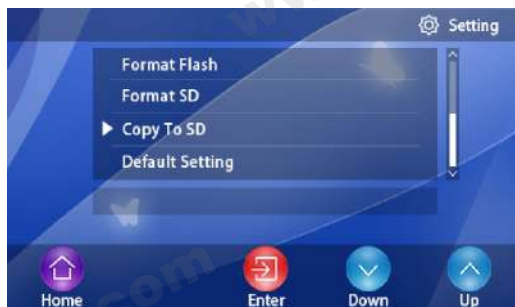 Setting
Format Flash
Format SD
Copy To SD
Default Setting
Home Enter Down Up